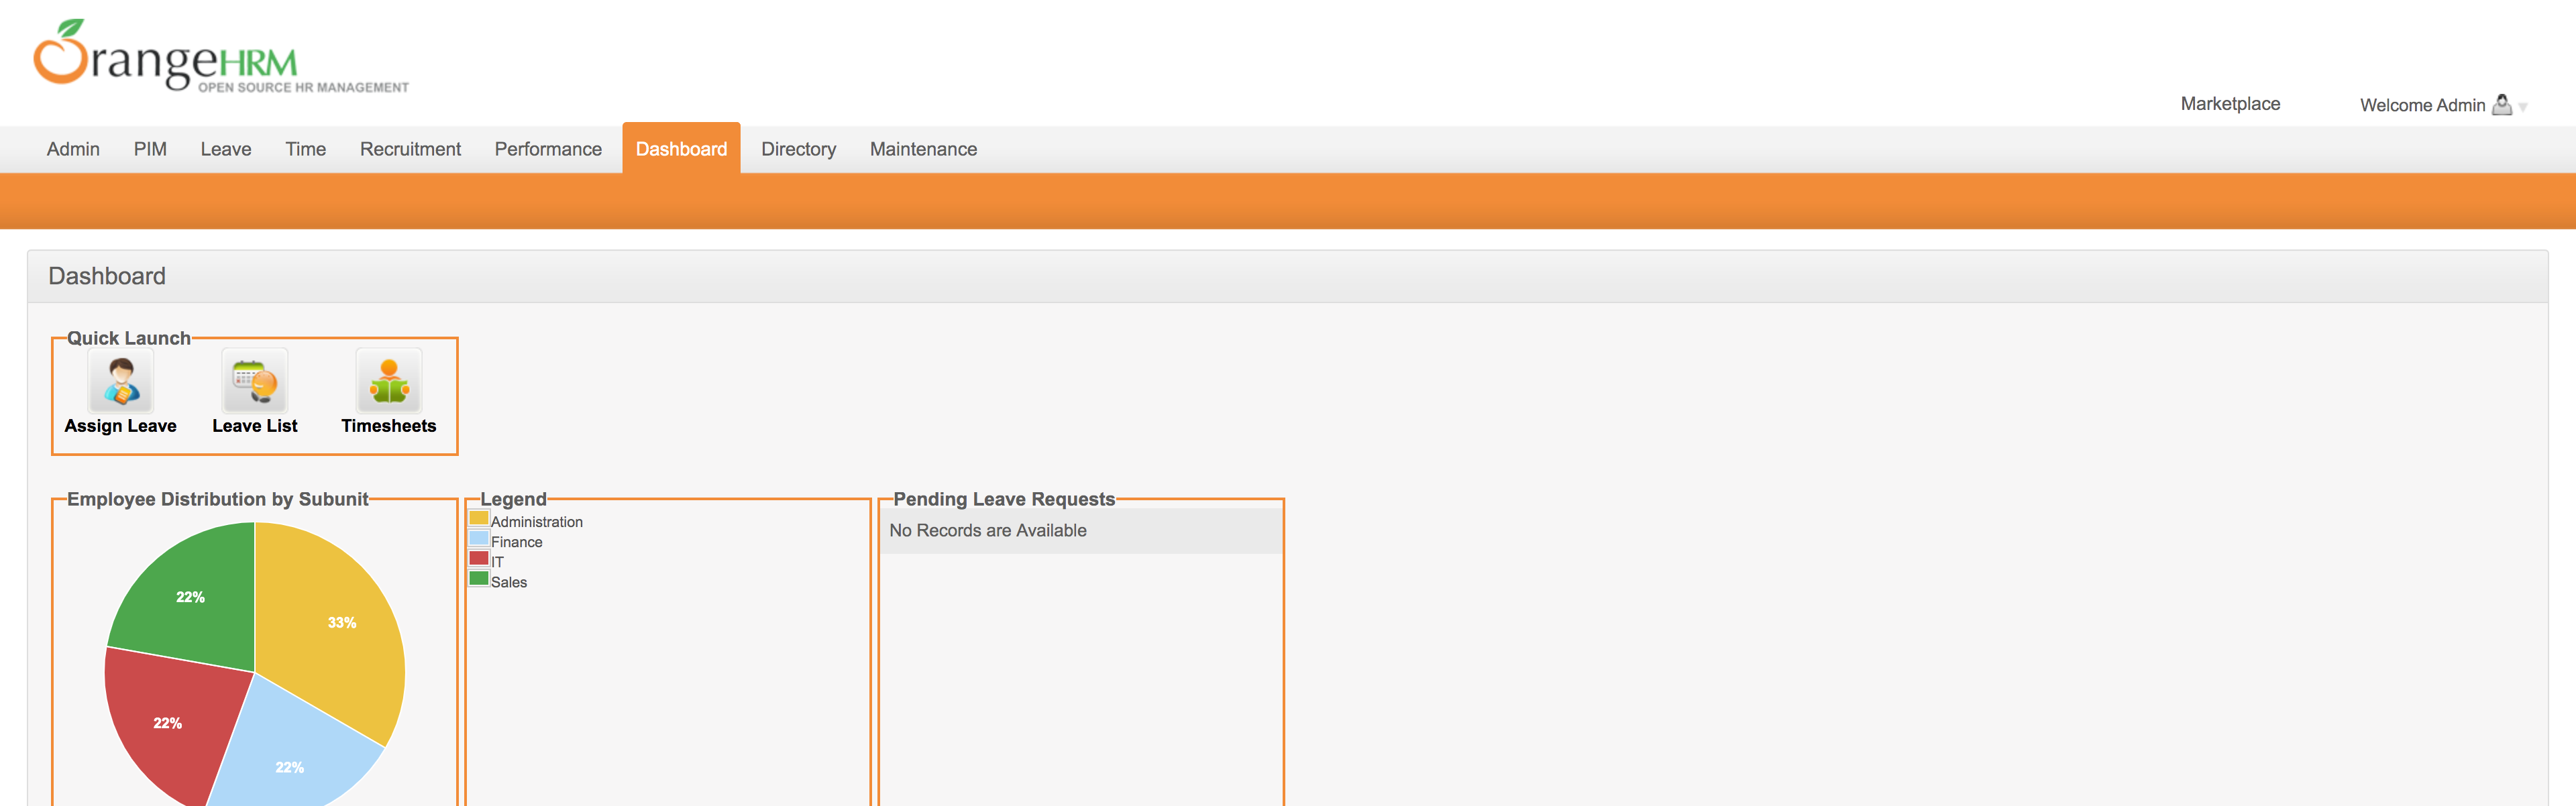 OrangeHRM
OPEN SOURCE HR MANAGEMENT
Marketplace
Welcome Admin
Admin PIM Leave Time Recruitment Performance Dashboard Directory Maintenance
Dashboard
Quick Launch
Assign Leave Leave List Timesheets
Employee Distribution by Subunit
22%
33%
22%
22%
Legend
Administration
Finance
IT
Sales
Pending Leave Requests
No Records are Available